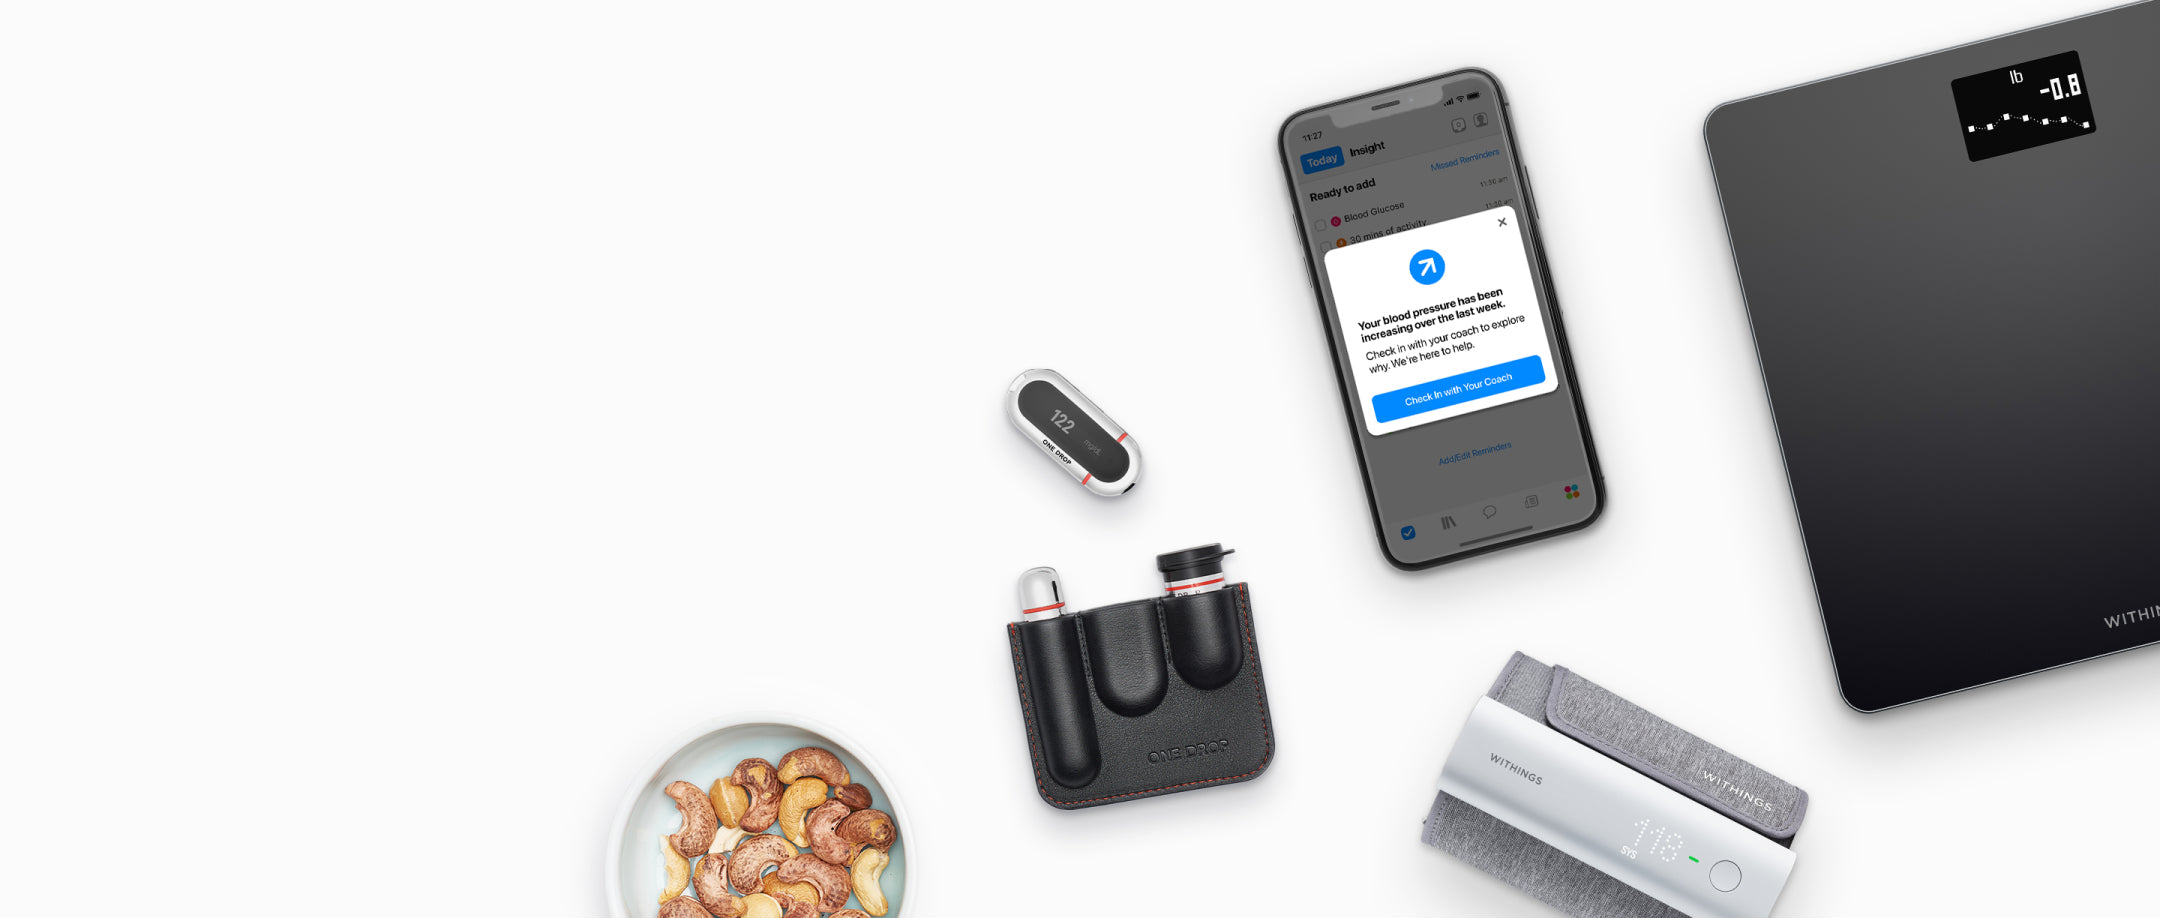 lb
-0.8
11:27
Today
Insight
Missed Reminders
Ready to add
11:30 am
Blood Glucose
11:30 am
30 mins of activity
Your blood pressure has been
increasing over the last week.
Check in with your coach to explore
why. We're here to help.
Check In with Your Coach
Add/Edit Reminders
122
mg/dL
ONE DROP
ONE DROP
WITHINGS
WITHINGS
118
SYS